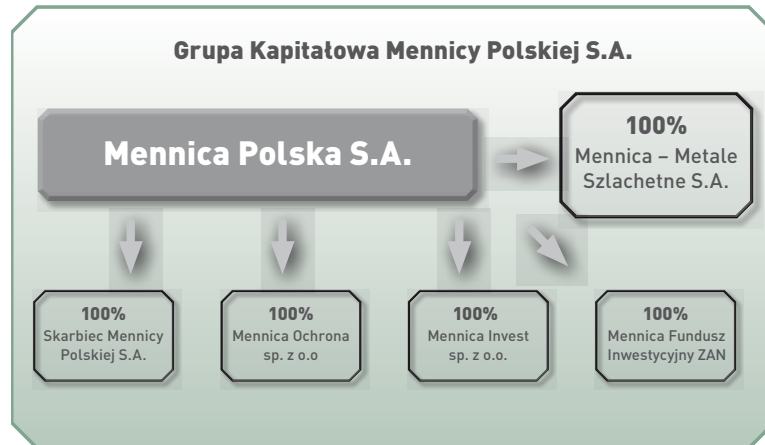 Grupa Kapitałowa Mennicy Polskiej S.A.
Mennica Polska S.A.
100%
Mennica – Metale
Szlachetne S.A.
100%
Skarbiec Mennicy
Polskiej S.A.
100%
Mennica Ochrona
sp. z o.o
100%
Mennica Invest
sp. z o.o.
100%
Mennica Fundusz
Inwestycyjny ZAN